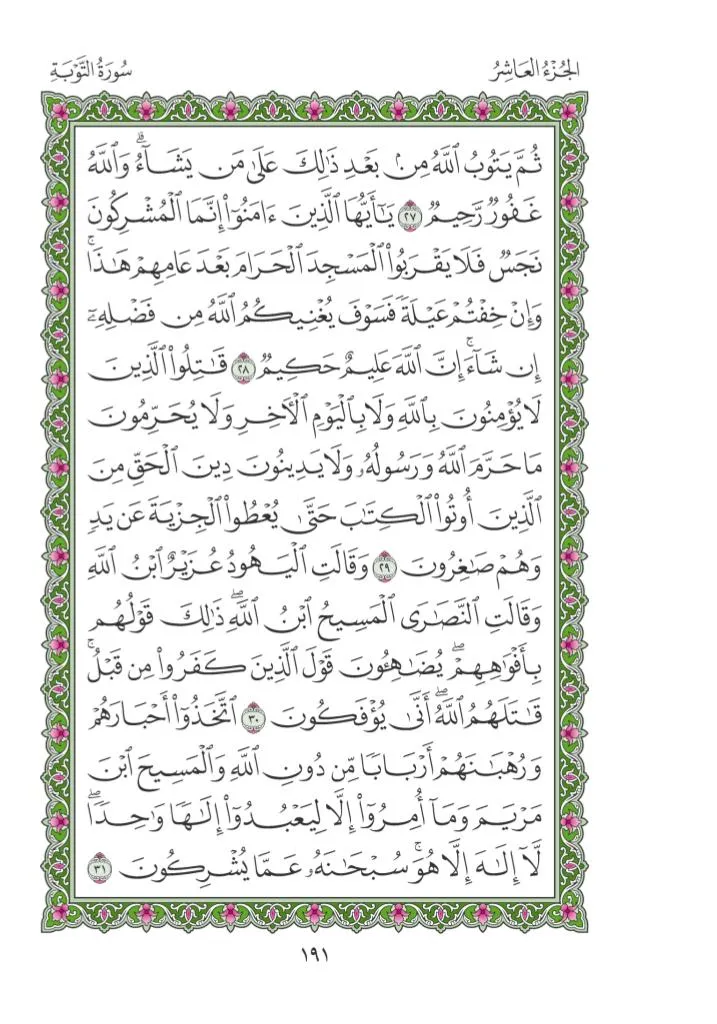 الجُزْءُ العَاشِرُ
سُورَةُ التَّوْبَةِ
ثُمَّ يَتُوبُ ٱللَّهُ مِنۢ بَعْدِ ذَٰلِكَ عَلَىٰ مَن يَشَآءُۗ وَٱللَّهُ
غَفُورٌ رَّحِيمٌ ٢٧ يَـٰٓأَيُّهَا ٱلَّذِينَ ءَامَنُوٓا۟ إِنَّمَا ٱلْمُشْرِكُونَ
نَجَسٌ فَلَا يَقْرَبُوا۟ ٱلْمَسْجِدَ ٱلْحَرَامَ بَعْدَ عَامِهِمْ هَـٰذَاۚ
وَإِنْ خِفْتُمْ عَيْلَةً فَسَوْفَ يُغْنِيكُمُ ٱللَّهُ مِن فَضْلِهِۦٓ
إِن شَآءَۚ إِنَّ ٱللَّهَ عَلِيمٌ حَكِيمٌ ٢٨ قَـٰتِلُوا۟ ٱلَّذِينَ
لَا يُؤْمِنُونَ بِٱللَّهِ وَلَا بِٱلْيَوْمِ ٱلْـَٔاخِرِ وَلَا يُحَرِّمُونَ
مَا حَرَّمَ ٱللَّهُ وَرَسُولُهُۥ وَلَا يَدِينُونَ دِينَ ٱلْحَقِّ مِنَ
ٱلَّذِينَ أُوتُوا۟ ٱلْكِتَـٰبَ حَتَّىٰ يُعْطُوا۟ ٱلْجِزْيَةَ عَن يَدٍ
وَهُمْ صَـٰغِرُونَ ٢٩ وَقَالَتِ ٱلْيَهُودُ عُزَيْرٌ ٱبْنُ ٱللَّهِ
وَقَالَتِ ٱلنَّصَـٰرَى ٱلْمَسِيحُ ٱبْنُ ٱللَّهِۖ ذَٰلِكَ قَوْلُهُم
بِأَفْوَٰهِهِمْۖ يُضَـٰهِـُٔونَ قَوْلَ ٱلَّذِينَ كَفَرُوا۟ مِن قَبْلُۚ
قَـٰتَلَهُمُ ٱللَّهُۖ أَنَّىٰ يُؤْفَكُونَ ٣٠ ٱتَّخَذُوٓا۟ أَحْبَارَهُمْ
وَرُهْبَـٰنَهُمْ أَرْبَابًا مِّن دُونِ ٱللَّهِ وَٱلْمَسِيحَ ٱبْنَ
مَرْيَمَ وَمَآ أُمِرُوٓا۟ إِلَّا لِيَعْبُدُوٓا۟ إِلَـٰهًا وَٰحِدًاۖ
لَّآ إِلَـٰهَ إِلَّا هُوَۚ سُبْحَـٰنَهُۥ عَمَّا يُشْرِكُونَ ٣١
١٩١